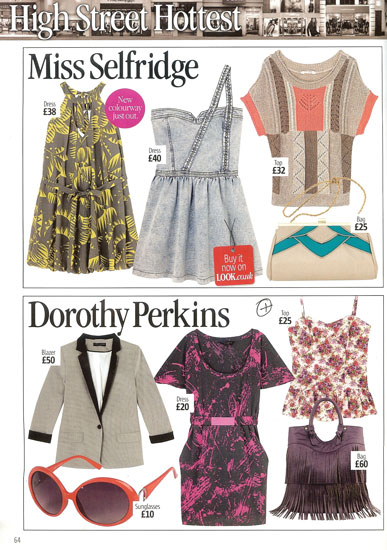 High Street Hottest
Miss Selfridge
Dress
£38
New
colourway
just out.
Dress
£40
Top
£32
Bag
£25
Buy it
now on
LOOK.co.uk
Dorothy Perkins
Blazer
£50
Dress
£20
Top
£25
Bag
£60
Sunglasses
£10
64